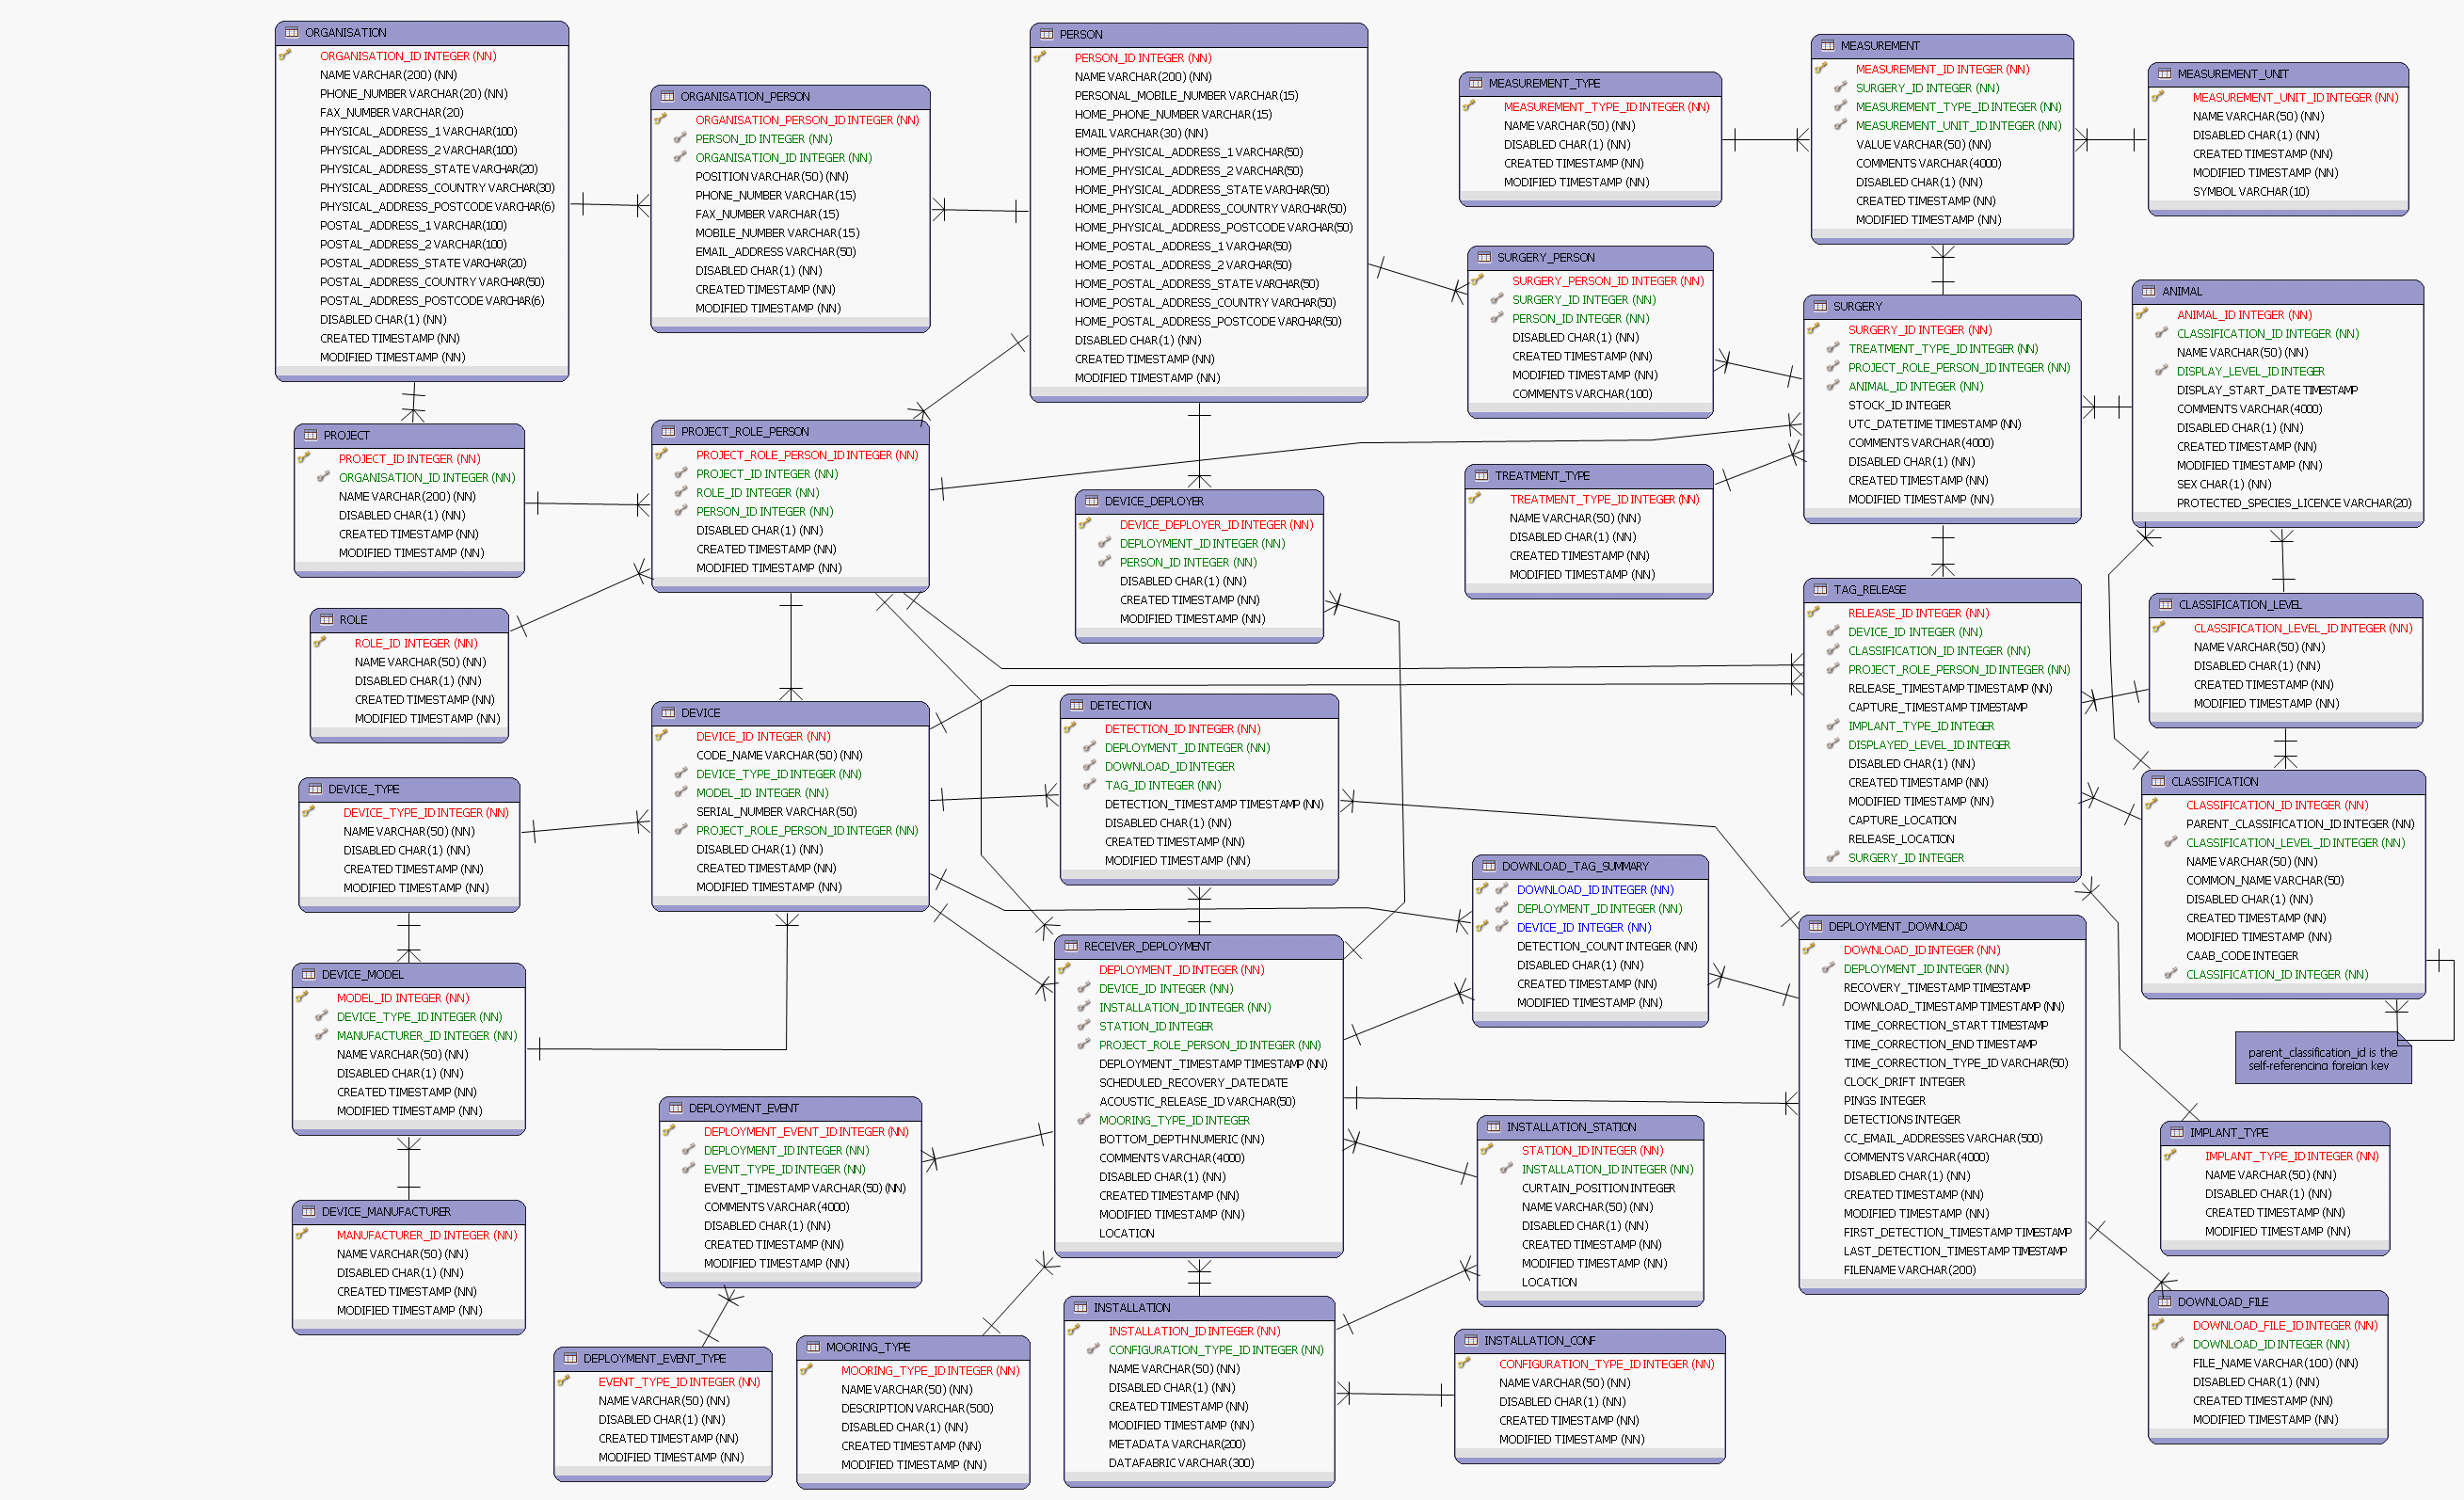 ORGANISATION
ORGANISATION_ID INTEGER (NN)
NAME VARCHAR(200) (NN)
PHONE_NUMBER VARCHAR(20) (NN)
FAX_NUMBER VARCHAR(20)
PHYSICAL_ADDRESS_1 VARCHAR(100)
PHYSICAL_ADDRESS_2 VARCHAR(100)
PHYSICAL_ADDRESS_STATE VARCHAR(20)
PHYSICAL_ADDRESS_COUNTRY VARCHAR(30)
PHYSICAL_ADDRESS_POSTCODE VARCHAR(6)
POSTAL_ADDRESS_1 VARCHAR(100)
POSTAL_ADDRESS_2 VARCHAR(100)
POSTAL_ADDRESS_STATE VARCHAR(20)
POSTAL_ADDRESS_COUNTRY VARCHAR(50)
POSTAL_ADDRESS_POSTCODE VARCHAR(6)
DISABLED CHAR(1) (NN)
CREATED TIMESTAMP (NN)
MODIFIED TIMESTAMP (NN)
ORGANISATION_PERSON
ORGANISATION_PERSON_ID INTEGER (NN)
PERSON_ID INTEGER (NN)
ORGANISATION_ID INTEGER (NN)
POSITION VARCHAR(50) (NN)
PHONE_NUMBER VARCHAR(15)
FAX_NUMBER VARCHAR(15)
MOBILE_NUMBER VARCHAR(15)
EMAIL_ADDRESS VARCHAR(50)
DISABLED CHAR(1) (NN)
CREATED TIMESTAMP (NN)
MODIFIED TIMESTAMP (NN)
PERSON
PERSON_ID INTEGER (NN)
NAME VARCHAR(200) (NN)
PERSONAL_MOBILE_NUMBER VARCHAR(15)
HOME_PHONE_NUMBER VARCHAR(15)
EMAIL VARCHAR(30) (NN)
HOME_PHYSICAL_ADDRESS_1 VARCHAR(50)
HOME_PHYSICAL_ADDRESS_2 VARCHAR(50)
HOME_PHYSICAL_ADDRESS_STATE VARCHAR(50)
HOME_PHYSICAL_ADDRESS_COUNTRY VARCHAR(50)
HOME_PHYSICAL_ADDRESS_POSTCODE VARCHAR(50)
HOME_POSTAL_ADDRESS_1 VARCHAR(50)
HOME_POSTAL_ADDRESS_2 VARCHAR(50)
HOME_POSTAL_ADDRESS_STATE VARCHAR(50)
HOME_POSTAL_ADDRESS_COUNTRY VARCHAR(50)
HOME_POSTAL_ADDRESS_POSTCODE VARCHAR(50)
DISABLED CHAR(1) (NN)
CREATED TIMESTAMP (NN)
MODIFIED TIMESTAMP (NN)
MEASUREMENT_TYPE
MEASUREMENT_TYPE_ID INTEGER (NN)
NAME VARCHAR(50) (NN)
DISABLED CHAR(1) (NN)
CREATED TIMESTAMP (NN)
MODIFIED TIMESTAMP (NN)
MEASUREMENT
MEASUREMENT_ID INTEGER (NN)
SURGERY_ID INTEGER (NN)
MEASUREMENT_TYPE_ID INTEGER (NN)
MEASUREMENT_UNIT_ID INTEGER (NN)
VALUE VARCHAR(50) (NN)
COMMENTS VARCHAR(4000)
DISABLED CHAR(1) (NN)
CREATED TIMESTAMP (NN)
MODIFIED TIMESTAMP (NN)
MEASUREMENT_UNIT
MEASUREMENT_UNIT_ID INTEGER (NN)
NAME VARCHAR(50) (NN)
DISABLED CHAR(1) (NN)
CREATED TIMESTAMP (NN)
MODIFIED TIMESTAMP (NN)
SYMBOL VARCHAR(10)
SURGERY_PERSON
SURGERY_PERSON_ID INTEGER (NN)
SURGERY_ID INTEGER (NN)
PERSON_ID INTEGER (NN)
DISABLED CHAR(1) (NN)
CREATED TIMESTAMP (NN)
MODIFIED TIMESTAMP (NN)
COMMENTS VARCHAR(100)
SURGERY
SURGERY_ID INTEGER (NN)
TREATMENT_TYPE_ID INTEGER (NN)
PROJECT_ROLE_PERSON_ID INTEGER (NN)
ANIMAL_ID INTEGER (NN)
STOCK_ID INTEGER
UTC_DATETIME TIMESTAMP (NN)
COMMENTS VARCHAR(4000)
DISABLED CHAR(1) (NN)
CREATED TIMESTAMP (NN)
MODIFIED TIMESTAMP (NN)
ANIMAL
ANIMAL_ID INTEGER (NN)
CLASSIFICATION_ID INTEGER (NN)
NAME VARCHAR(50) (NN)
DISPLAY_LEVEL_ID INTEGER
DISPLAY_START_DATE TIMESTAMP
COMMENTS VARCHAR(4000)
DISABLED CHAR(1) (NN)
CREATED TIMESTAMP (NN)
MODIFIED TIMESTAMP (NN)
SEX CHAR(1) (NN)
PROTECTED_SPECIES_LICENCE VARCHAR(20)
PROJECT
PROJECT_ID INTEGER (NN)
ORGANISATION_ID INTEGER (NN)
NAME VARCHAR(200) (NN)
DISABLED CHAR(1) (NN)
CREATED TIMESTAMP (NN)
MODIFIED TIMESTAMP (NN)
PROJECT_ROLE_PERSON
PROJECT_ROLE_PERSON_ID INTEGER (NN)
PROJECT_ID INTEGER (NN)
ROLE_ID INTEGER (NN)
PERSON_ID INTEGER (NN)
DISABLED CHAR(1) (NN)
CREATED TIMESTAMP (NN)
MODIFIED TIMESTAMP (NN)
DEVICE_DEPLOYER
DEVICE_DEPLOYER_ID INTEGER (NN)
DEPLOYMENT_ID INTEGER (NN)
PERSON_ID INTEGER (NN)
DISABLED CHAR(1) (NN)
CREATED TIMESTAMP (NN)
MODIFIED TIMESTAMP (NN)
TREATMENT_TYPE
TREATMENT_TYPE_ID INTEGER (NN)
NAME VARCHAR(50) (NN)
DISABLED CHAR(1) (NN)
CREATED TIMESTAMP (NN)
MODIFIED TIMESTAMP (NN)
ROLE
ROLE_ID INTEGER (NN)
NAME VARCHAR(50) (NN)
DISABLED CHAR(1) (NN)
CREATED TIMESTAMP (NN)
MODIFIED TIMESTAMP (NN)
TAG_RELEASE
RELEASE_ID INTEGER (NN)
DEVICE_ID INTEGER (NN)
CLASSIFICATION_ID INTEGER (NN)
PROJECT_ROLE_PERSON_ID INTEGER (NN)
RELEASE_TIMESTAMP TIMESTAMP (NN)
CAPTURE_TIMESTAMP TIMESTAMP
IMPLANT_TYPE_ID INTEGER
DISPLAYED_LEVEL_ID INTEGER
DISABLED CHAR(1) (NN)
CREATED TIMESTAMP (NN)
MODIFIED TIMESTAMP (NN)
CAPTURE_LOCATION
RELEASE_LOCATION
SURGERY_ID INTEGER
CLASSIFICATION_LEVEL
CLASSIFICATION_LEVEL_ID INTEGER (NN)
NAME VARCHAR(50) (NN)
DISABLED CHAR(1) (NN)
CREATED TIMESTAMP (NN)
MODIFIED TIMESTAMP (NN)
DEVICE
DEVICE_ID INTEGER (NN)
CODE_NAME VARCHAR(50) (NN)
DEVICE_TYPE_ID INTEGER (NN)
MODEL_ID INTEGER (NN)
SERIAL_NUMBER VARCHAR(50)
PROJECT_ROLE_PERSON_ID INTEGER (NN)
DISABLED CHAR(1) (NN)
CREATED TIMESTAMP (NN)
MODIFIED TIMESTAMP (NN)
DETECTION
DETECTION_ID INTEGER (NN)
DEPLOYMENT_ID INTEGER (NN)
DOWNLOAD_ID INTEGER
TAG_ID INTEGER (NN)
DETECTION_TIMESTAMP TIMESTAMP (NN)
DISABLED CHAR(1) (NN)
CREATED TIMESTAMP (NN)
MODIFIED TIMESTAMP (NN)
DEVICE_TYPE
DEVICE_TYPE_ID INTEGER (NN)
NAME VARCHAR(50) (NN)
DISABLED CHAR(1) (NN)
CREATED TIMESTAMP (NN)
MODIFIED TIMESTAMP (NN)
CLASSIFICATION
CLASSIFICATION_ID INTEGER (NN)
PARENT_CLASSIFICATION_ID INTEGER (NN)
CLASSIFICATION_LEVEL_ID INTEGER (NN)
NAME VARCHAR(50) (NN)
COMMON_NAME VARCHAR(50)
DISABLED CHAR(1) (NN)
CREATED TIMESTAMP (NN)
MODIFIED TIMESTAMP (NN)
CAAB_CODE INTEGER
CLASSIFICATION_ID INTEGER (NN)
parent_classification_id is the
self-referencing foreign key
DOWNLOAD_TAG_SUMMARY
DOWNLOAD_ID INTEGER (NN)
DEPLOYMENT_ID INTEGER (NN)
DEVICE_ID INTEGER (NN)
DETECTION_COUNT INTEGER (NN)
DISABLED CHAR(1) (NN)
CREATED TIMESTAMP (NN)
MODIFIED TIMESTAMP (NN)
DEPLOYMENT_DOWNLOAD
DOWNLOAD_ID INTEGER (NN)
DEPLOYMENT_ID INTEGER (NN)
RECOVERY_TIMESTAMP TIMESTAMP
DOWNLOAD_TIMESTAMP TIMESTAMP (NN)
TIME_CORRECTION_START TIMESTAMP
TIME_CORRECTION_END TIMESTAMP
TIME_CORRECTION_TYPE_ID VARCHAR(50)
CLOCK_DRIFT INTEGER
PINGS INTEGER
DETECTIONS INTEGER
CC_EMAIL_ADDRESSES VARCHAR(500)
COMMENTS VARCHAR(4000)
DISABLED CHAR(1) (NN)
CREATED TIMESTAMP (NN)
MODIFIED TIMESTAMP (NN)
FIRST_DETECTION_TIMESTAMP TIMESTAMP
LAST_DETECTION_TIMESTAMP TIMESTAMP
FILENAME VARCHAR(200)
RECEIVER_DEPLOYMENT
DEPLOYMENT_ID INTEGER (NN)
DEVICE_ID INTEGER (NN)
INSTALLATION_ID INTEGER (NN)
STATION_ID INTEGER
PROJECT_ROLE_PERSON_ID INTEGER (NN)
DEPLOYMENT_TIMESTAMP TIMESTAMP (NN)
SCHEDULED_RECOVERY_DATE DATE
ACOUSTIC_RELEASE_ID VARCHAR(50)
MOORING_TYPE_ID INTEGER
BOTTOM_DEPTH NUMERIC (NN)
COMMENTS VARCHAR(4000)
DISABLED CHAR(1) (NN)
CREATED TIMESTAMP (NN)
MODIFIED TIMESTAMP (NN)
LOCATION
DEVICE_MODEL
MODEL_ID INTEGER (NN)
DEVICE_TYPE_ID INTEGER (NN)
MANUFACTURER_ID INTEGER (NN)
NAME VARCHAR(50) (NN)
DISABLED CHAR(1) (NN)
CREATED TIMESTAMP (NN)
MODIFIED TIMESTAMP (NN)
DEPLOYMENT_EVENT
DEPLOYMENT_EVENT_ID INTEGER (NN)
DEPLOYMENT_ID INTEGER (NN)
EVENT_TYPE_ID INTEGER (NN)
EVENT_TIMESTAMP VARCHAR(50) (NN)
COMMENTS VARCHAR(4000)
DISABLED CHAR(1) (NN)
CREATED TIMESTAMP (NN)
MODIFIED TIMESTAMP (NN)
INSTALLATION_STATION
STATION_ID INTEGER (NN)
INSTALLATION_ID INTEGER (NN)
CURTAIN_POSITION INTEGER
NAME VARCHAR(50) (NN)
DISABLED CHAR(1) (NN)
CREATED TIMESTAMP (NN)
MODIFIED TIMESTAMP (NN)
LOCATION
IMPLANT_TYPE
IMPLANT_TYPE_ID INTEGER (NN)
NAME VARCHAR(50) (NN)
DISABLED CHAR(1) (NN)
CREATED TIMESTAMP (NN)
MODIFIED TIMESTAMP (NN)
DEVICE_MANUFACTURER
MANUFACTURER_ID INTEGER (NN)
NAME VARCHAR(50) (NN)
DISABLED CHAR(1) (NN)
CREATED TIMESTAMP (NN)
MODIFIED TIMESTAMP (NN)
DEPLOYMENT_EVENT_TYPE
EVENT_TYPE_ID INTEGER (NN)
NAME VARCHAR(50) (NN)
DISABLED CHAR(1) (NN)
CREATED TIMESTAMP (NN)
MODIFIED TIMESTAMP (NN)
MOORING_TYPE
MOORING_TYPE_ID INTEGER (NN)
NAME VARCHAR(50) (NN)
DESCRIPTION VARCHAR(500)
DISABLED CHAR(1) (NN)
CREATED TIMESTAMP (NN)
MODIFIED TIMESTAMP (NN)
INSTALLATION
INSTALLATION_ID INTEGER (NN)
CONFIGURATION_TYPE_ID INTEGER (NN)
NAME VARCHAR(50) (NN)
DISABLED CHAR(1) (NN)
CREATED TIMESTAMP (NN)
MODIFIED TIMESTAMP (NN)
METADATA VARCHAR(200)
DATAFABRIC VARCHAR(300)
INSTALLATION_CONF
CONFIGURATION_TYPE_ID INTEGER (NN)
NAME VARCHAR(50) (NN)
DISABLED CHAR(1) (NN)
CREATED TIMESTAMP (NN)
MODIFIED TIMESTAMP (NN)
DOWNLOAD_FILE
DOWNLOAD_FILE_ID INTEGER (NN)
DOWNLOAD_ID INTEGER (NN)
FILE_NAME VARCHAR(100) (NN)
DISABLED CHAR(1) (NN)
CREATED TIMESTAMP (NN)
MODIFIED TIMESTAMP (NN)